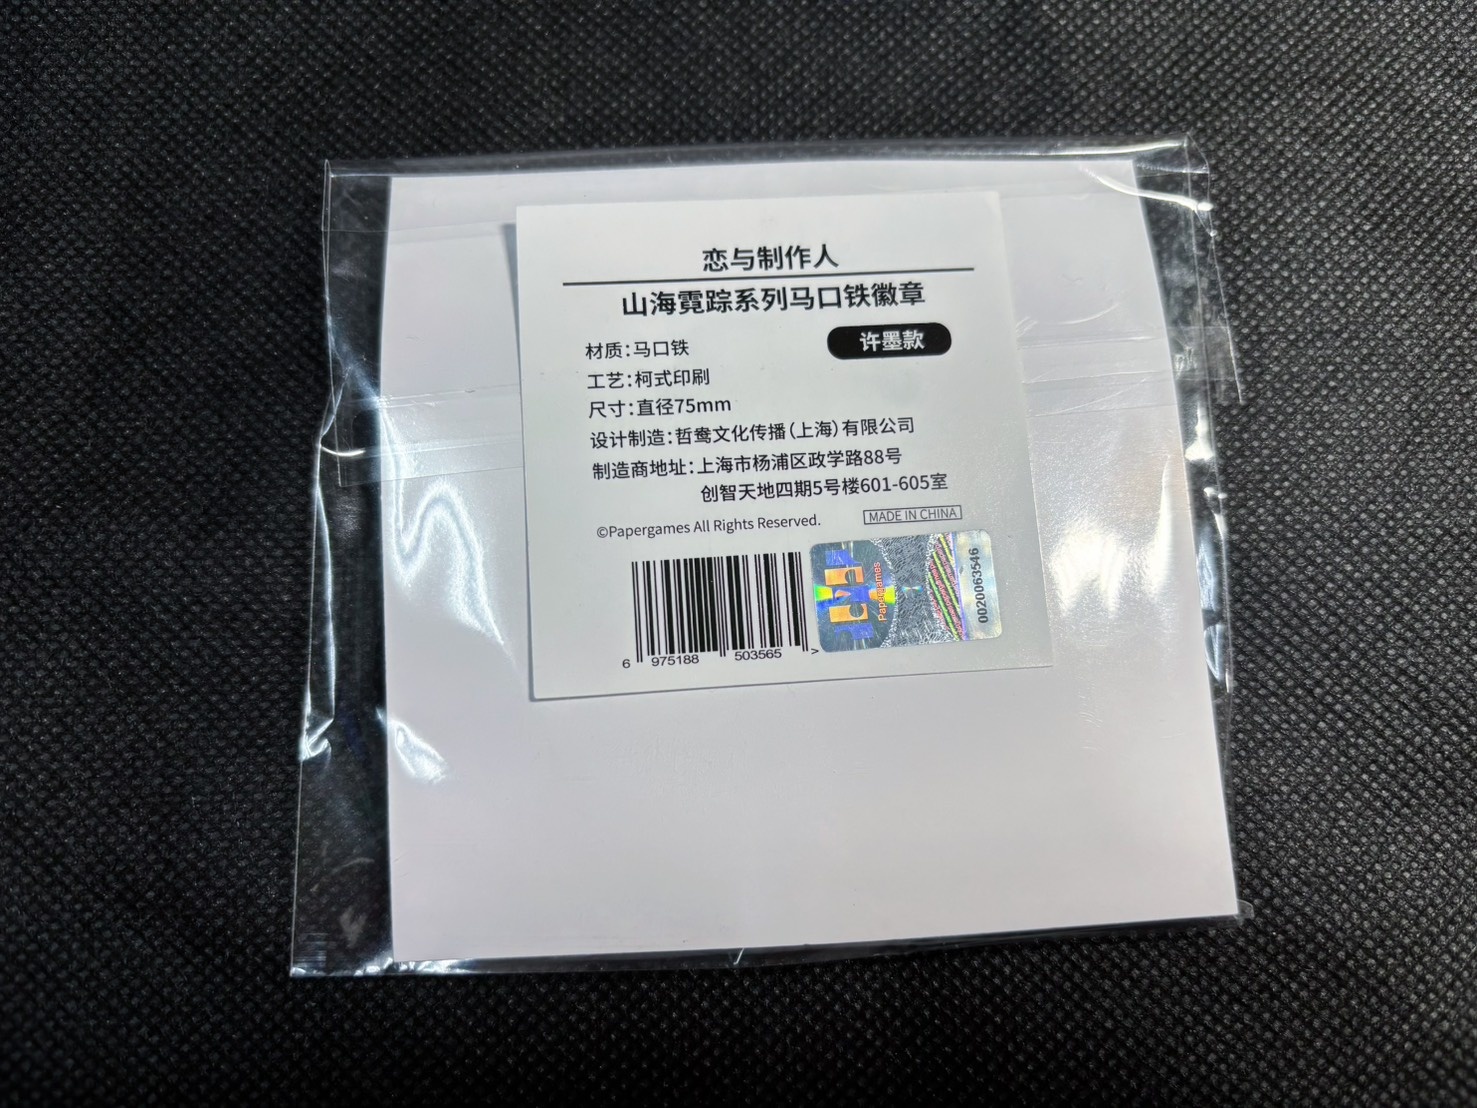 恋与制作人
山海霓踪系列马口铁徽章
许墨款
材质：马口铁
工艺：柯式印刷
尺寸：直径75mm
设计制造：哲鸯文化传播（上海）有限公司
制造商地址：上海市杨浦区政学路88号
创智天地四期5号楼601-605室
©Papergames All Rights Reserved.
MADE IN CHINA
6 975188 503565 >
Papergames
0020063546